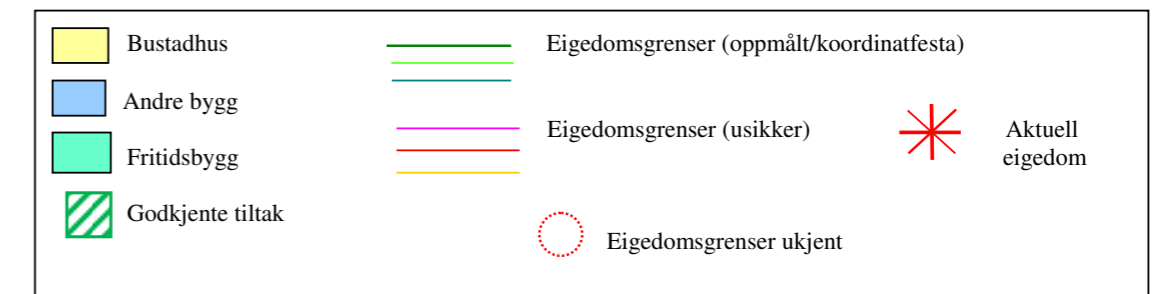 Bustadhus
Andre bygg
Fritidsbygg
Godkjente tiltak
Eigedomsgrenser (oppmålt/koordinatfesta)
Eigedomsgrenser (usikker)
Eigedomsgrenser ukjent
Aktuell
eigedom